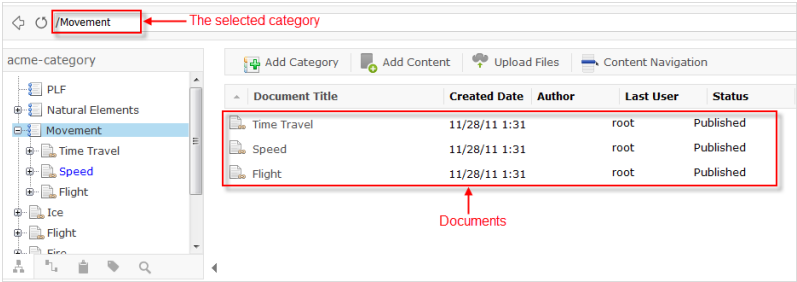 /Movement The selected category
acme-category
Add Category Add Content Upload Files Content Navigation
PLF
Natural Elements
Movement
Time Travel
Speed
Flight
Ice
Flight
Fire
Document Title Created Date Author Last User Status
Time Travel 11/28/11 1:31 root Published
Speed 11/28/11 1:31 root Published
Flight 11/28/11 1:31 root Published
Documents